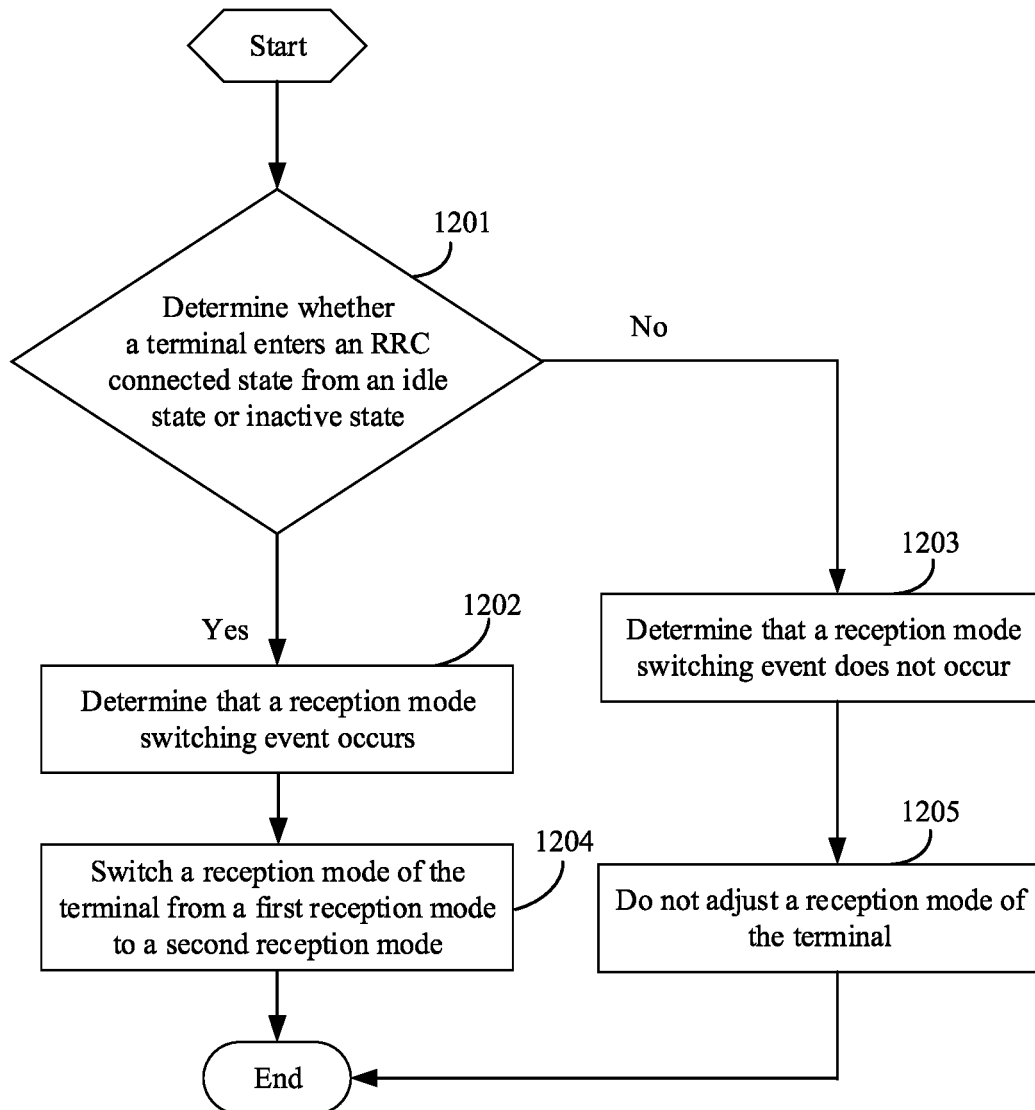 Start
1201
Determine whether
a terminal enters an RRC
connected state from an idle
state or inactive state
No
Yes
1202
Determine that a reception mode
switching event occurs
1203
Determine that a reception mode
switching event does not occur
1204
Switch a reception mode of the
terminal from a first reception mode
to a second reception mode
1205
Do not adjust a reception mode of
the terminal
End